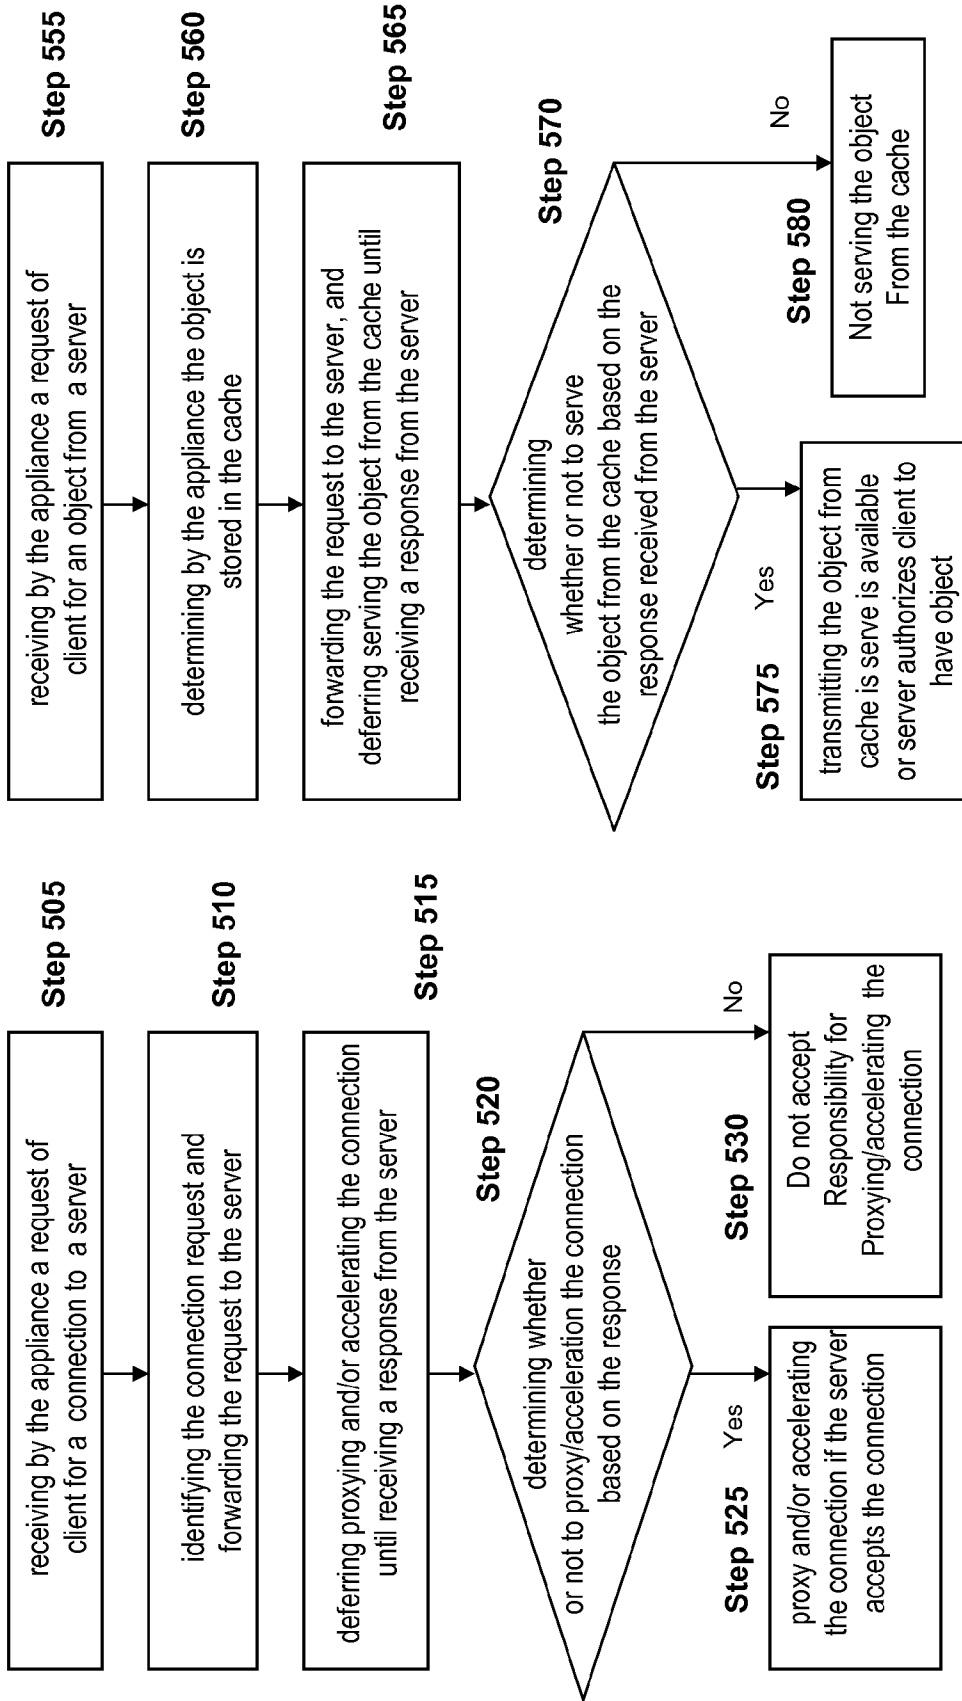 receiving by the appliance a request of
client for a connection to a server
Step 505
identifying the connection request and
forwarding the request to the server
Step 510
deferring proxying and/or accelerating the connection
until receiving a response from the server
Step 515
determining whether
or not to proxy/acceleration the connection
based on the response
Step 520
Step 525
Yes
proxy and/or accelerating
the connection if the server
accepts the connection
Step 530
No
Do not accept
Responsibility for
Proxying/accelerating the
connection
receiving by the appliance a request of
client for an object from a server
Step 555
determining by the appliance the object is
stored in the cache
Step 560
forwarding the request to the server, and
deferring serving the object from the cache until
receiving a response from the server
Step 565
determining
whether or not to serve
the object from the cache based on the
response received from the server
Step 570
Step 575
Yes
transmitting the object from
cache is serve is available
or server authorizes client to
have object
Step 580
No
Not serving the object
From the cache